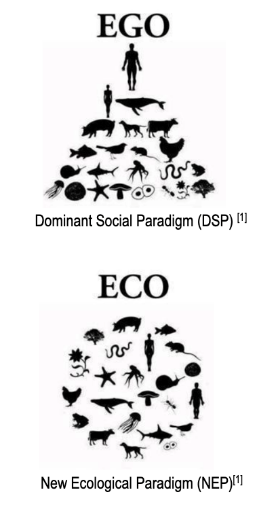 EGO
Dominant Social Paradigm (DSP) [1]
ECO
New Ecological Paradigm (NEP)[1]